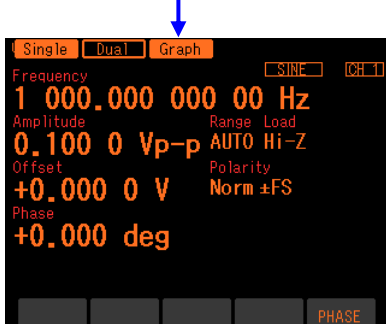 Single Dual Graph
SINE CH 1
Frequency
1 000.000 000 00 Hz
Amplitude Range Load
0.100 0 Vp-p AUTO Hi-Z
Offset Polarity
+0.000 0 V Norm ±FS
Phase
+0.000 deg
PHASE